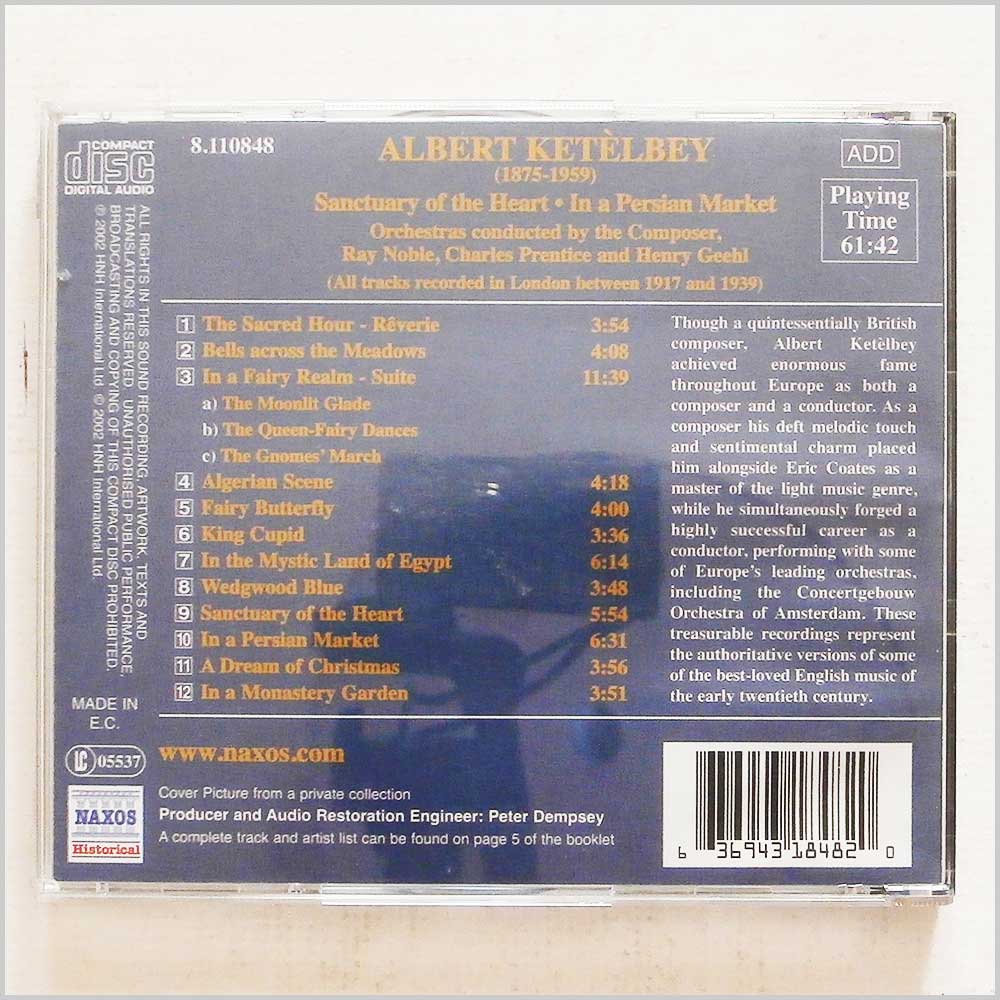 COMPACT
disc
DIGITAL AUDIO
8.110848
ALBERT KETÈLBEY
(1875-1959)
Sanctuary of the Heart • In a Persian Market
Orchestras conducted by the Composer,
Ray Noble, Charles Prentice and Henry Geehl
(All tracks recorded in London between 1917 and 1939)
ADD
Playing
Time
61:42
1 The Sacred Hour - Rêverie 3:54
2 Bells across the Meadows 4:08
3 In a Fairy Realm - Suite 11:39
a) The Moonlit Glade
b) The Queen-Fairy Dances
c) The Gnomes' March
4 Algerian Scene 4:18
5 Fairy Butterfly 4:00
6 King Cupid 3:36
7 In the Mystic Land of Egypt 6:14
8 Wedgwood Blue 3:48
9 Sanctuary of the Heart 5:54
10 In a Persian Market 6:31
11 A Dream of Christmas 3:56
12 In a Monastery Garden 3:51
Though a quintessentially British
composer, Albert Ketèlbey
achieved enormous fame
throughout Europe as both a
composer and a conductor. As a
composer his deft melodic touch
and sentimental charm placed
him alongside Eric Coates as a
master of the light music genre,
while he simultaneously forged a
highly successful career as a
conductor, performing with some
of Europe's leading orchestras,
including the Concertgebouw
Orchestra of Amsterdam. These
treasurable recordings represent
the authoritative versions of some
of the best-loved English music of
the early twentieth century.
ALL RIGHTS IN THIS SOUND RECORDING, ARTWORK, TEXTS AND
TRANSLATIONS RESERVED. UNAUTHORISED PUBLIC PERFORMANCE,
BROADCASTING AND COPYING OF THIS COMPACT DISC PROHIBITED.
℗ 2002 HNH International Ltd. © 2002 HNH International Ltd.
MADE IN
E.C.
LC 05537
NAXOS
Historical
www.naxos.com
Cover Picture from a private collection
Producer and Audio Restoration Engineer: Peter Dempsey
A complete track and artist list can be found on page 5 of the booklet
6 36943 18482 0